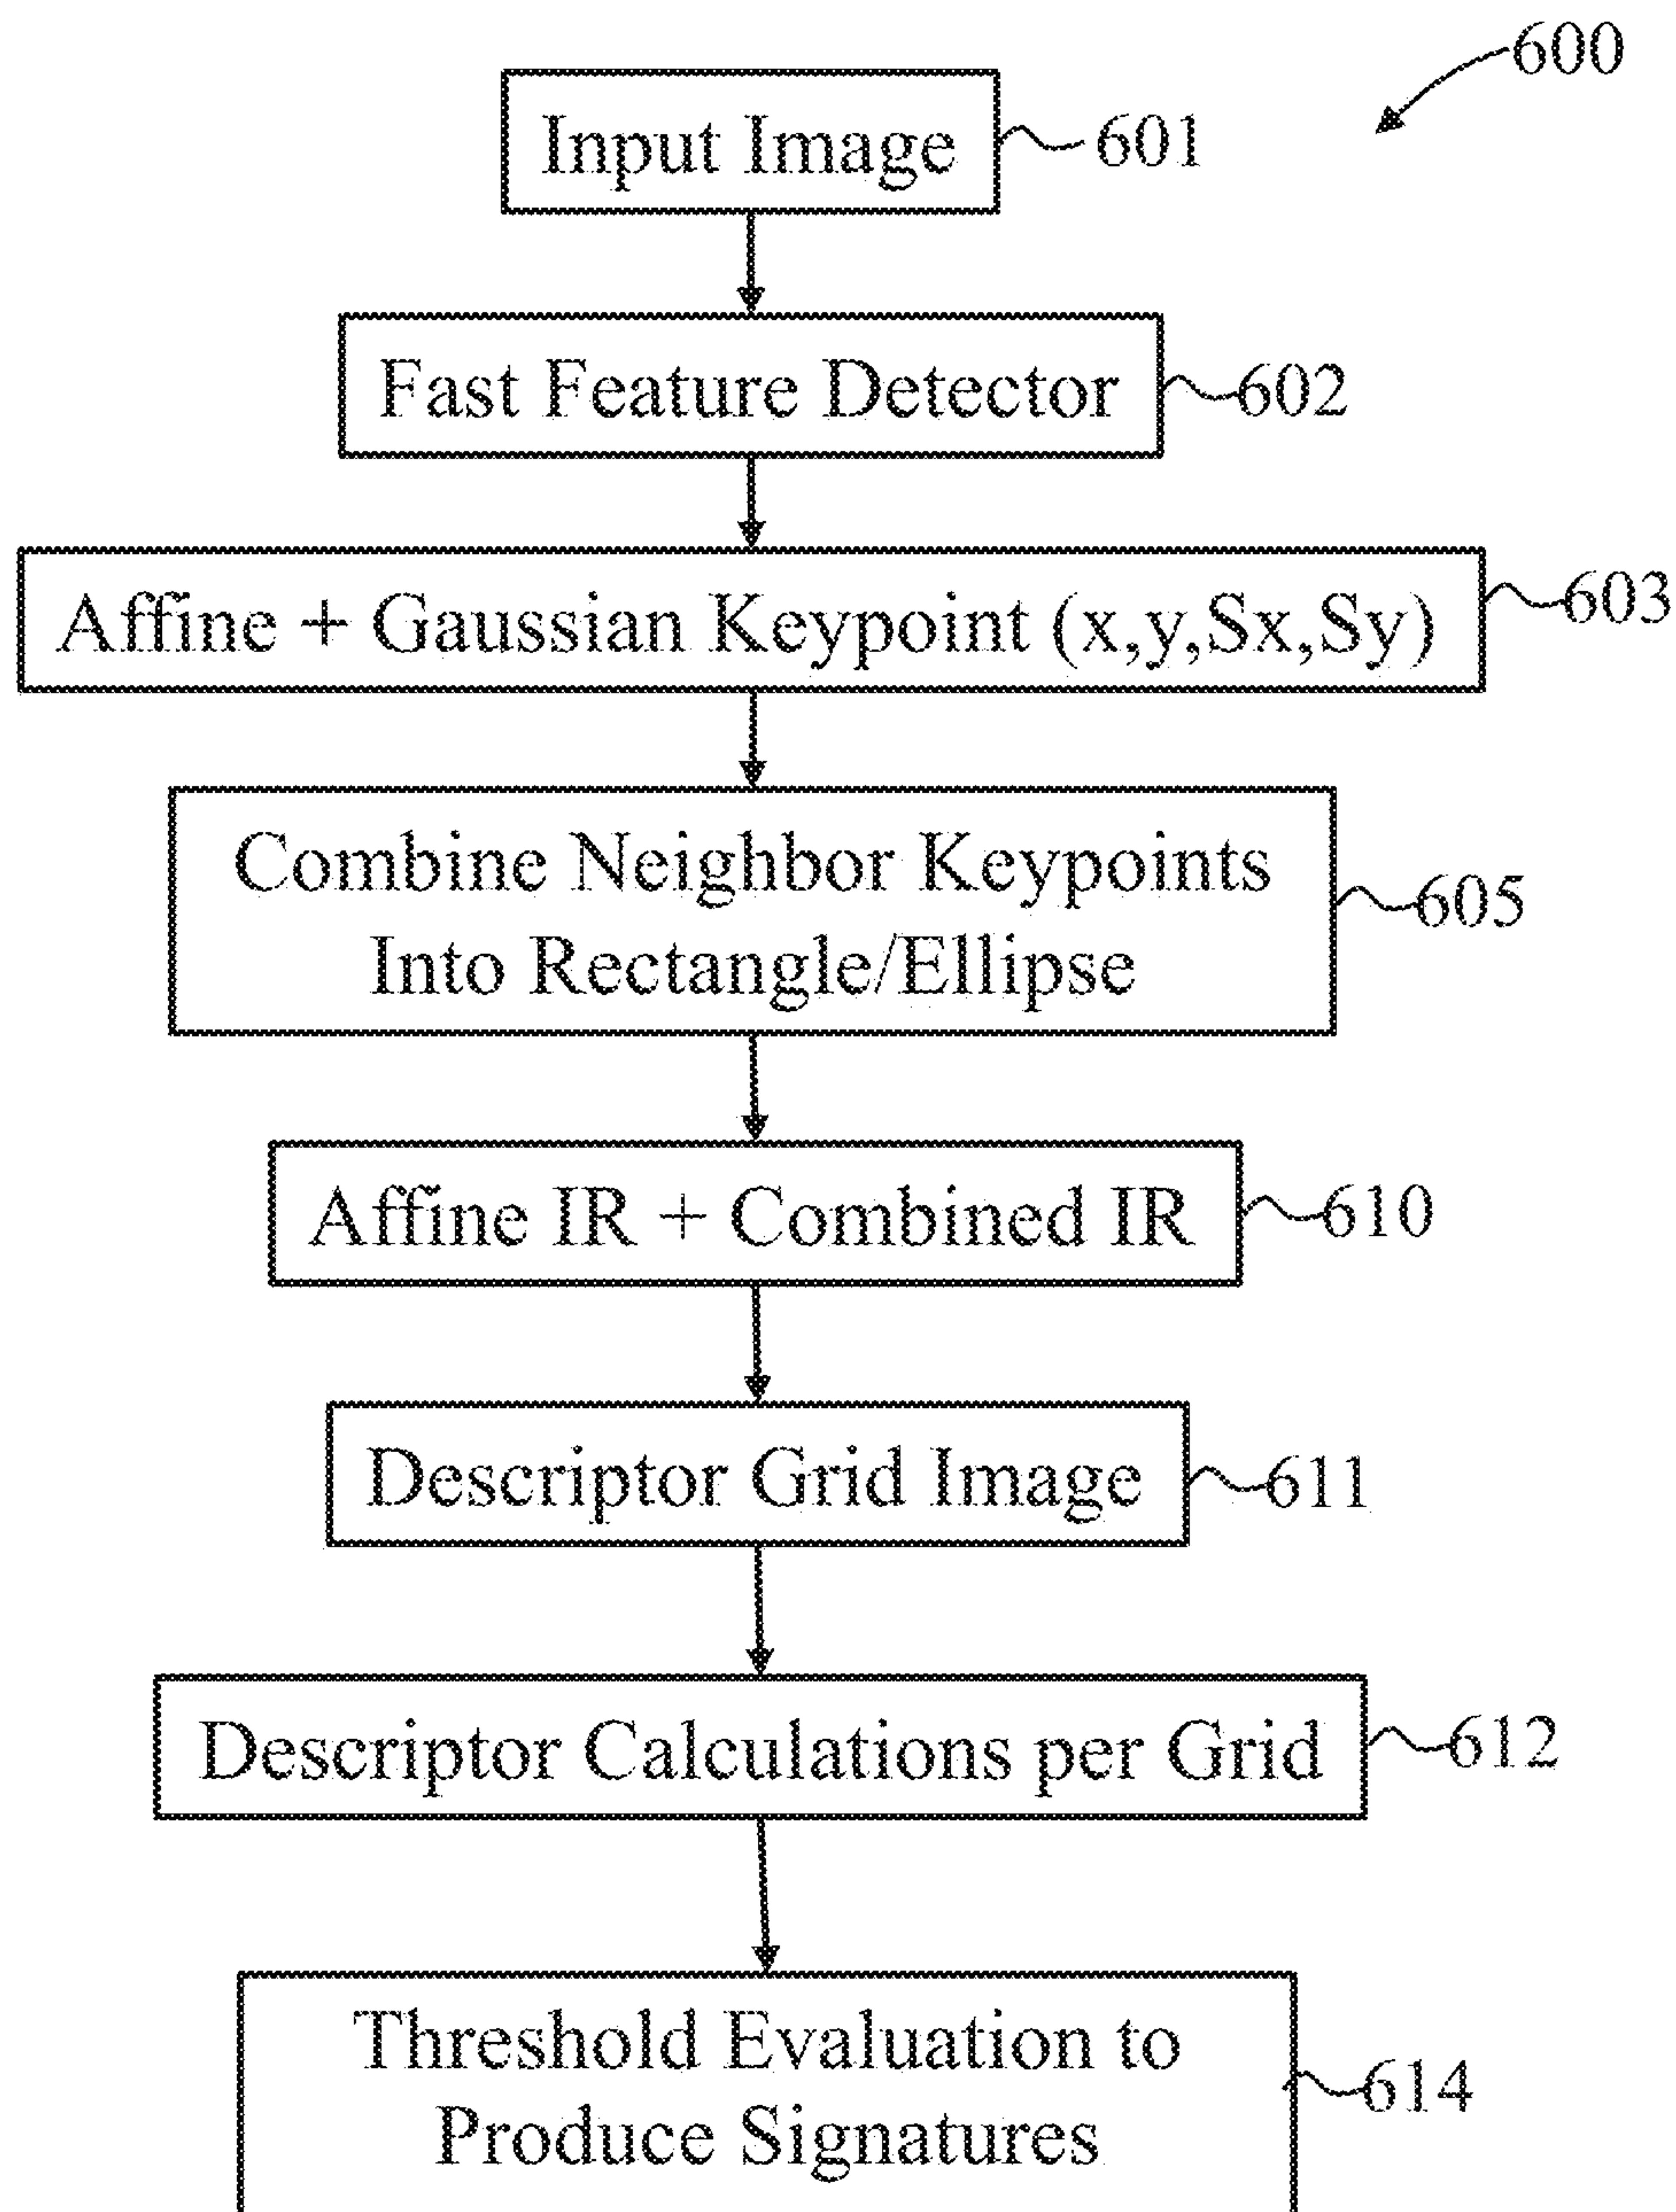 600
Input Image 601
Fast Feature Detector 602
Affine + Gaussian Keypoint (x,y,Sx,Sy) 603
Combine Neighbor Keypoints
Into Rectangle/Ellipse
605
Affine IR + Combined IR 610
Descriptor Grid Image 611
Descriptor Calculations per Grid 612
Threshold Evaluation to
Produce Signatures
614